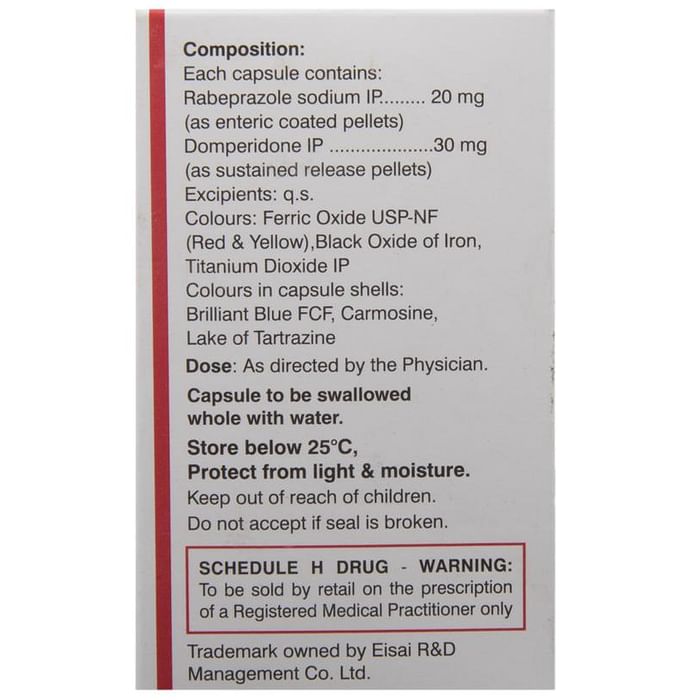 Composition:
Each capsule contains:
Rabeprazole sodium IP......... 20 mg
(as enteric coated pellets)
Domperidone IP ....................30 mg
(as sustained release pellets)
Excipients: q.s.
Colours: Ferric Oxide USP-NF
(Red & Yellow),Black Oxide of Iron,
Titanium Dioxide IP
Colours in capsule shells:
Brilliant Blue FCF, Carmosine,
Lake of Tartrazine
Dose: As directed by the Physician.
Capsule to be swallowed
whole with water.
Store below 25°C,
Protect from light & moisture.
Keep out of reach of children.
Do not accept if seal is broken.
SCHEDULE H DRUG - WARNING:
To be sold by retail on the prescription
of a Registered Medical Practitioner only
Trademark owned by Eisai R&D
Management Co. Ltd.